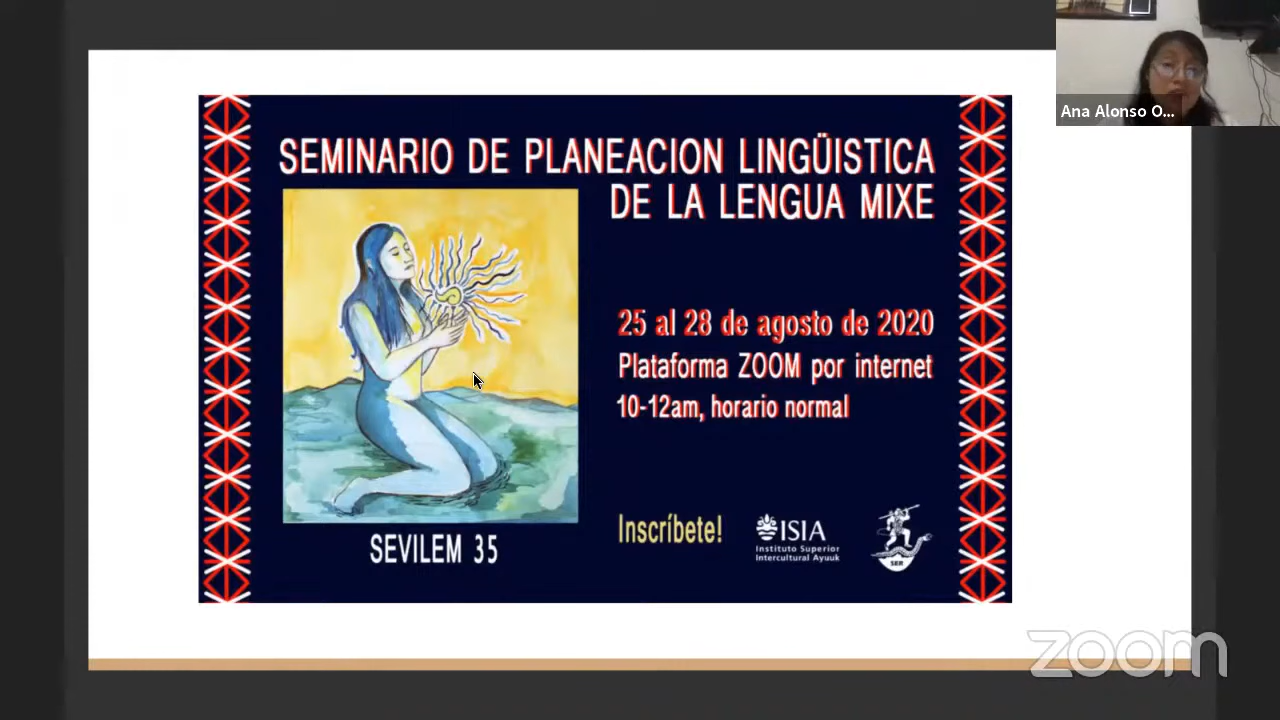 Ana Alonso O...
SEMINARIO DE PLANEACION LINGÜISTICA
DE LA LENGUA MIXE
25 al 28 de agosto de 2020
Plataforma ZOOM por internet
10-12am, horario normal
Inscríbete!
ISIA
Instituto Superior
Intercultural Ayuuk
SER
SEVILEM 35
zoom